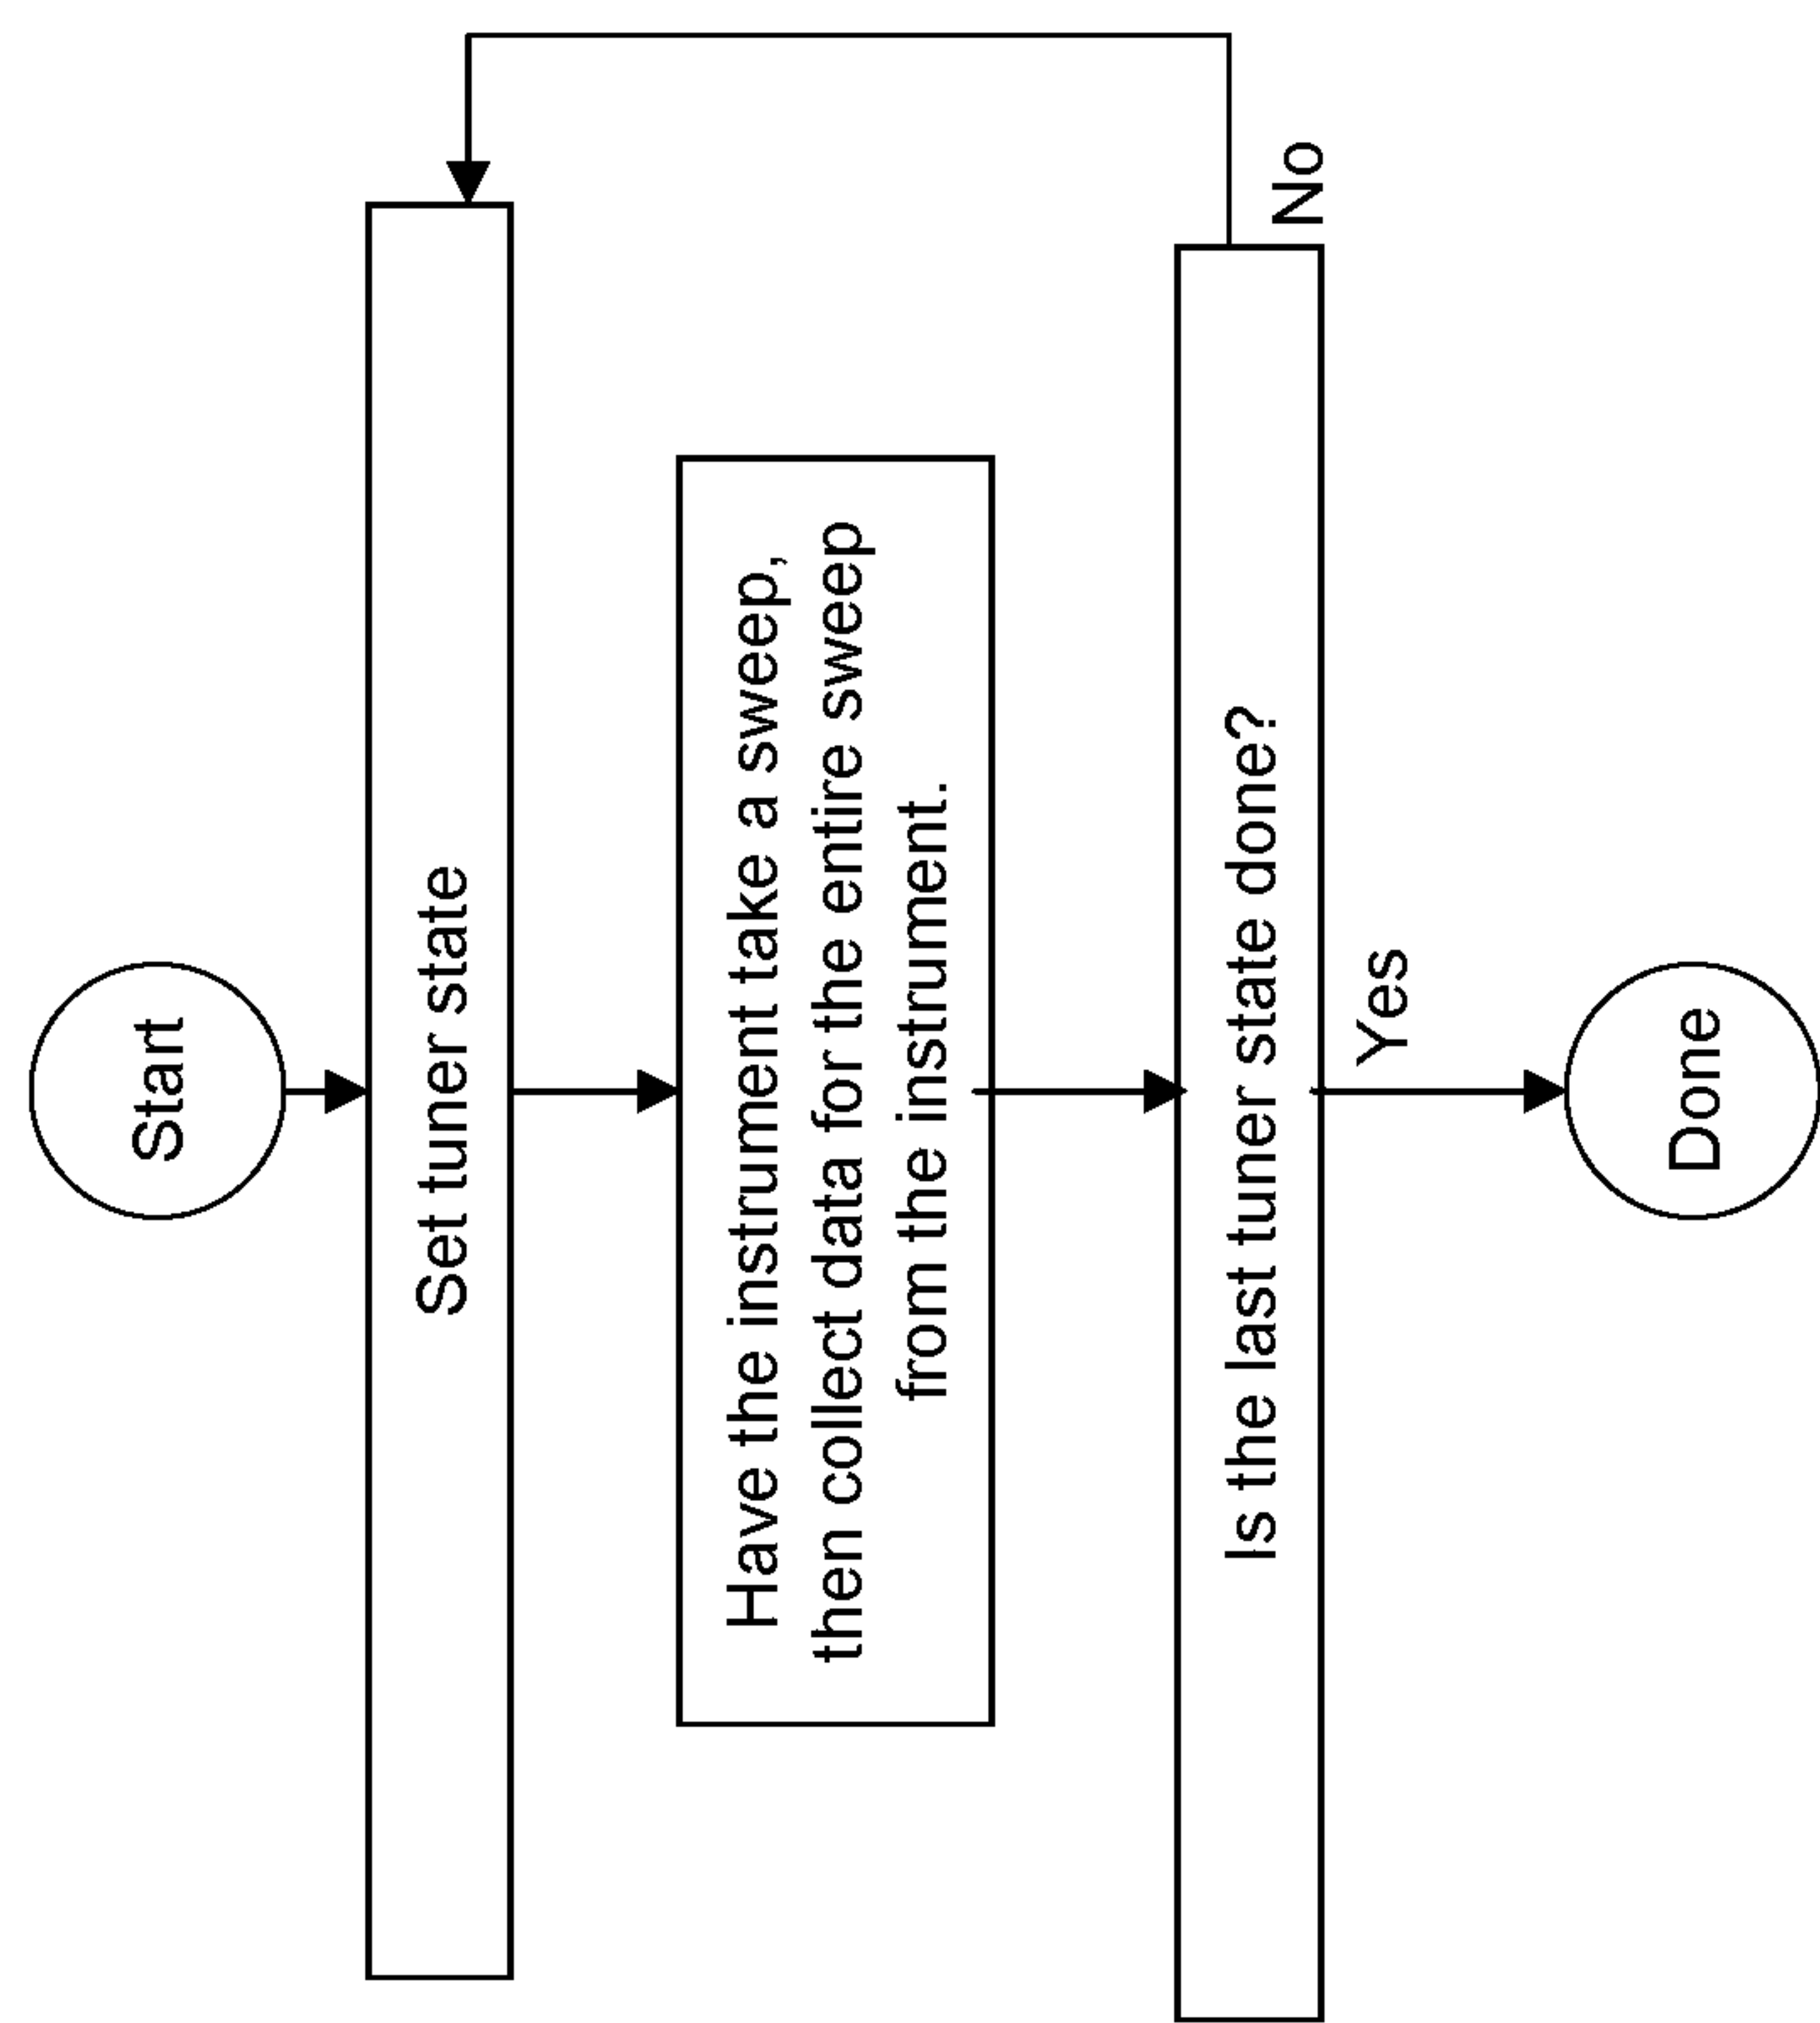 Start
Set tuner state
Have the instrument take a sweep,
then collect data for the entire sweep
from the instrument.
Is the last tuner state done?
No
Yes
Done